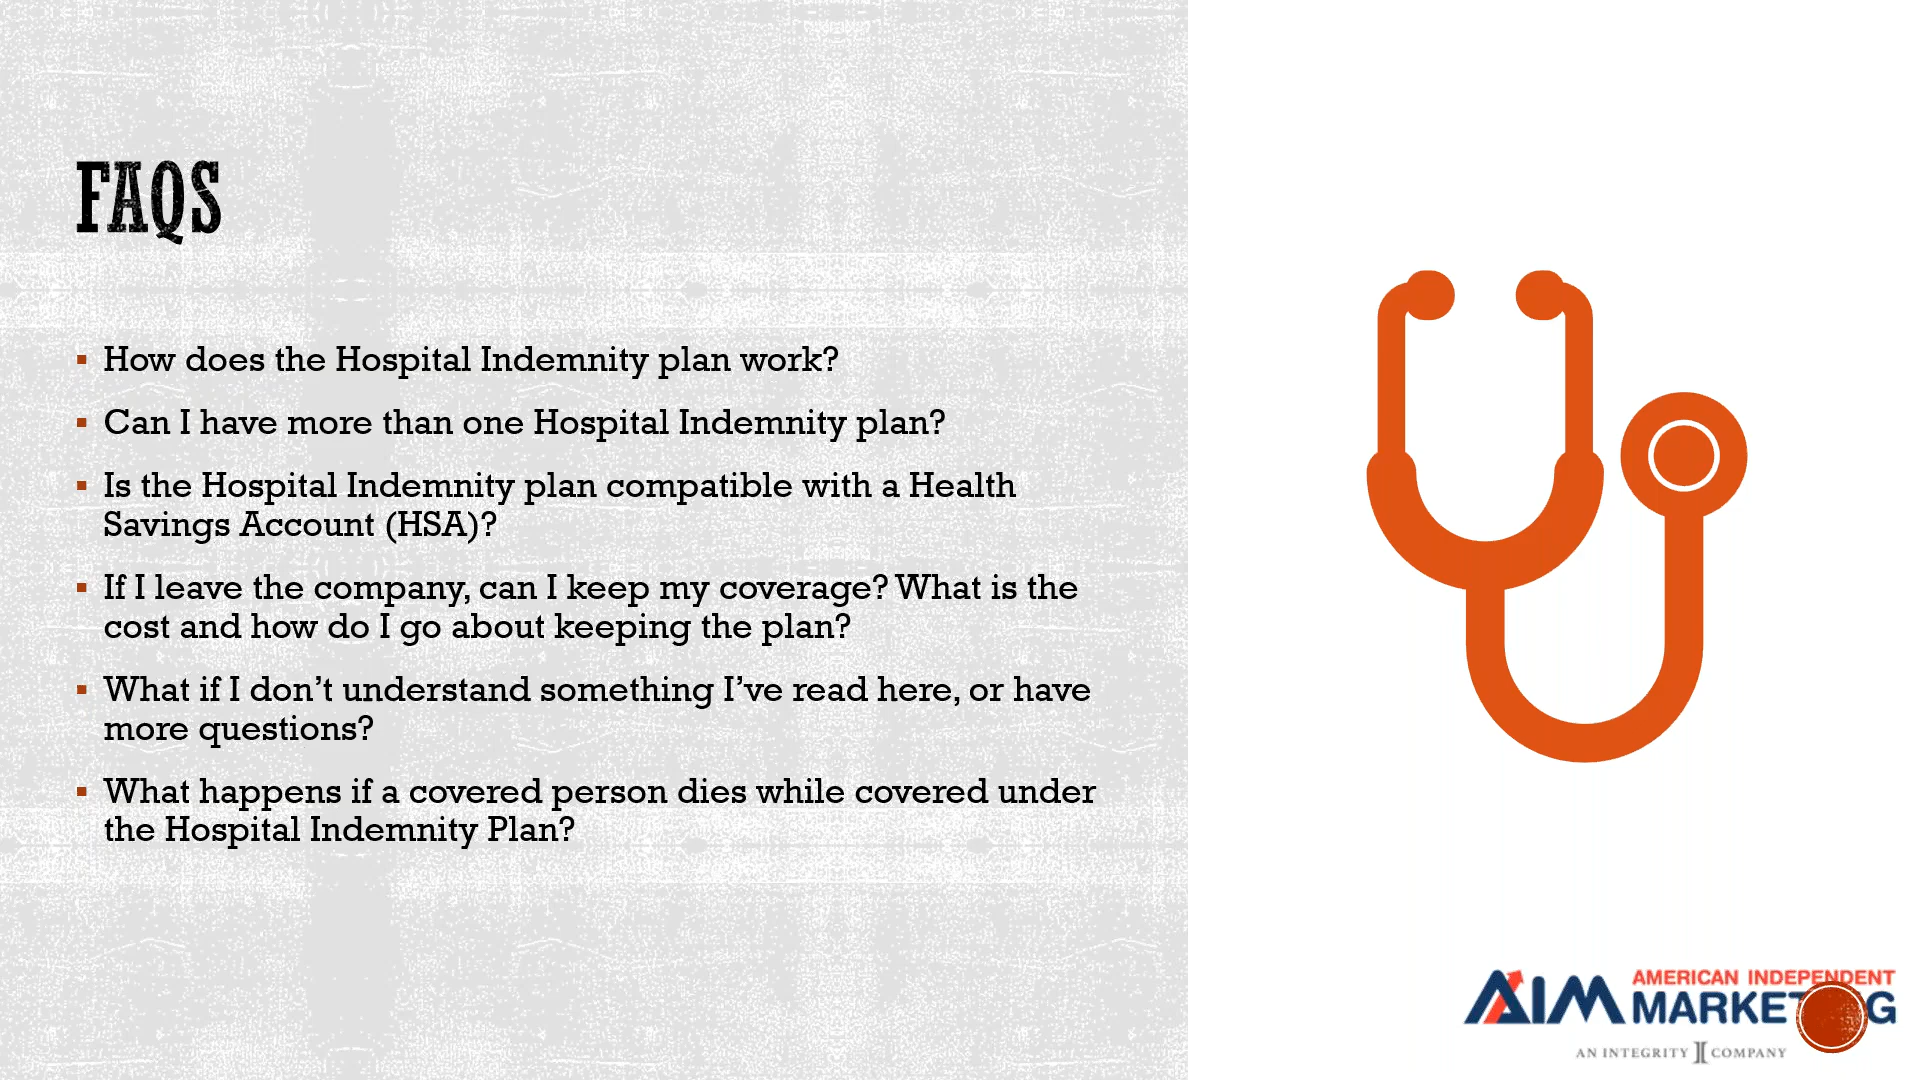 FAQS
▪ How does the Hospital Indemnity plan work?
▪ Can I have more than one Hospital Indemnity plan?
▪ Is the Hospital Indemnity plan compatible with a Health
Savings Account (HSA)?
▪ If I leave the company, can I keep my coverage? What is the
cost and how do I go about keeping the plan?
▪ What if I don’t understand something I’ve read here, or have
more questions?
▪ What happens if a covered person dies while covered under
the Hospital Indemnity Plan?
AIM
AMERICAN INDEPENDENT
AN INTEGRITY COMPANY